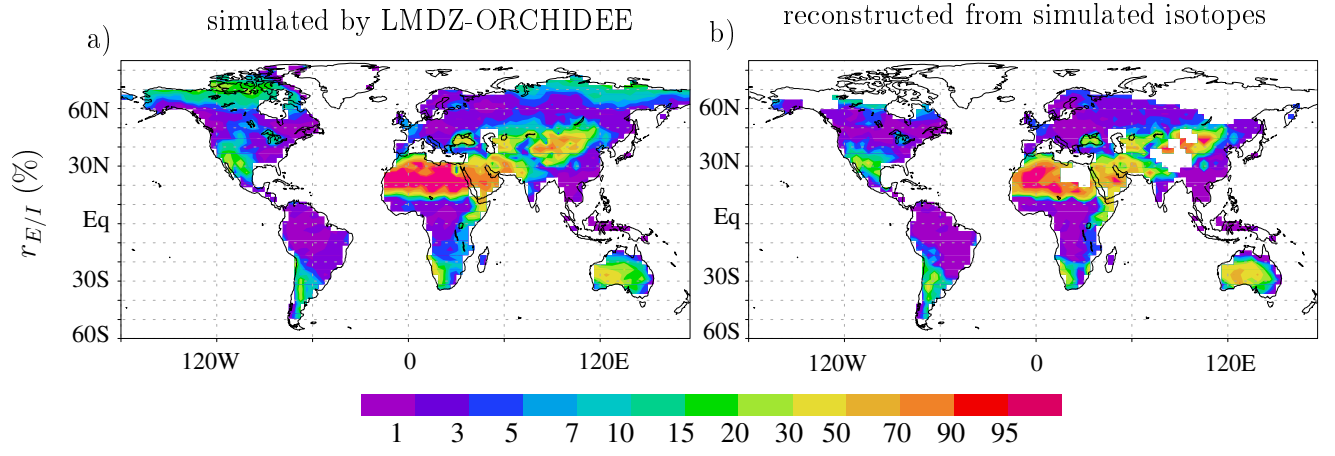 simulated by LMDZ-ORCHIDEE
reconstructed from simulated isotopes
a)
b)
r_{E/I} (%)
60N
30N
Eq
30S
60S
120W 0 120E
60N
30N
Eq
30S
60S
120W 0 120E
1 3 5 7 10 15 20 30 50 70 90 95